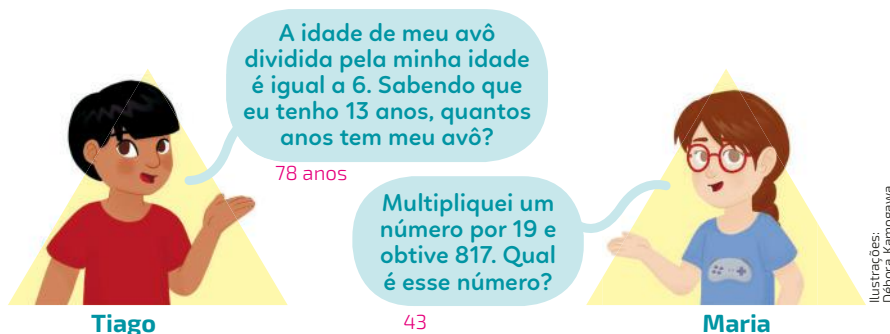 A idade de meu avô
dividida pela minha idade
é igual a 6. Sabendo que
eu tenho 13 anos, quantos
anos tem meu avô?
78 anos
Multipliquei um
número por 19 e
obtive 817. Qual
é esse número?
43
Tiago
Maria
Ilustrações:
Débora Kamogawa